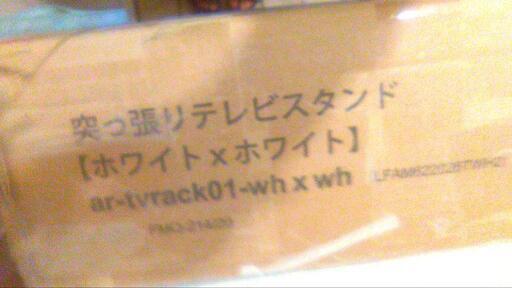 突っ張りテレビスタンド
【ホワイトxホワイト】
ar-tvrack01-wh x wh